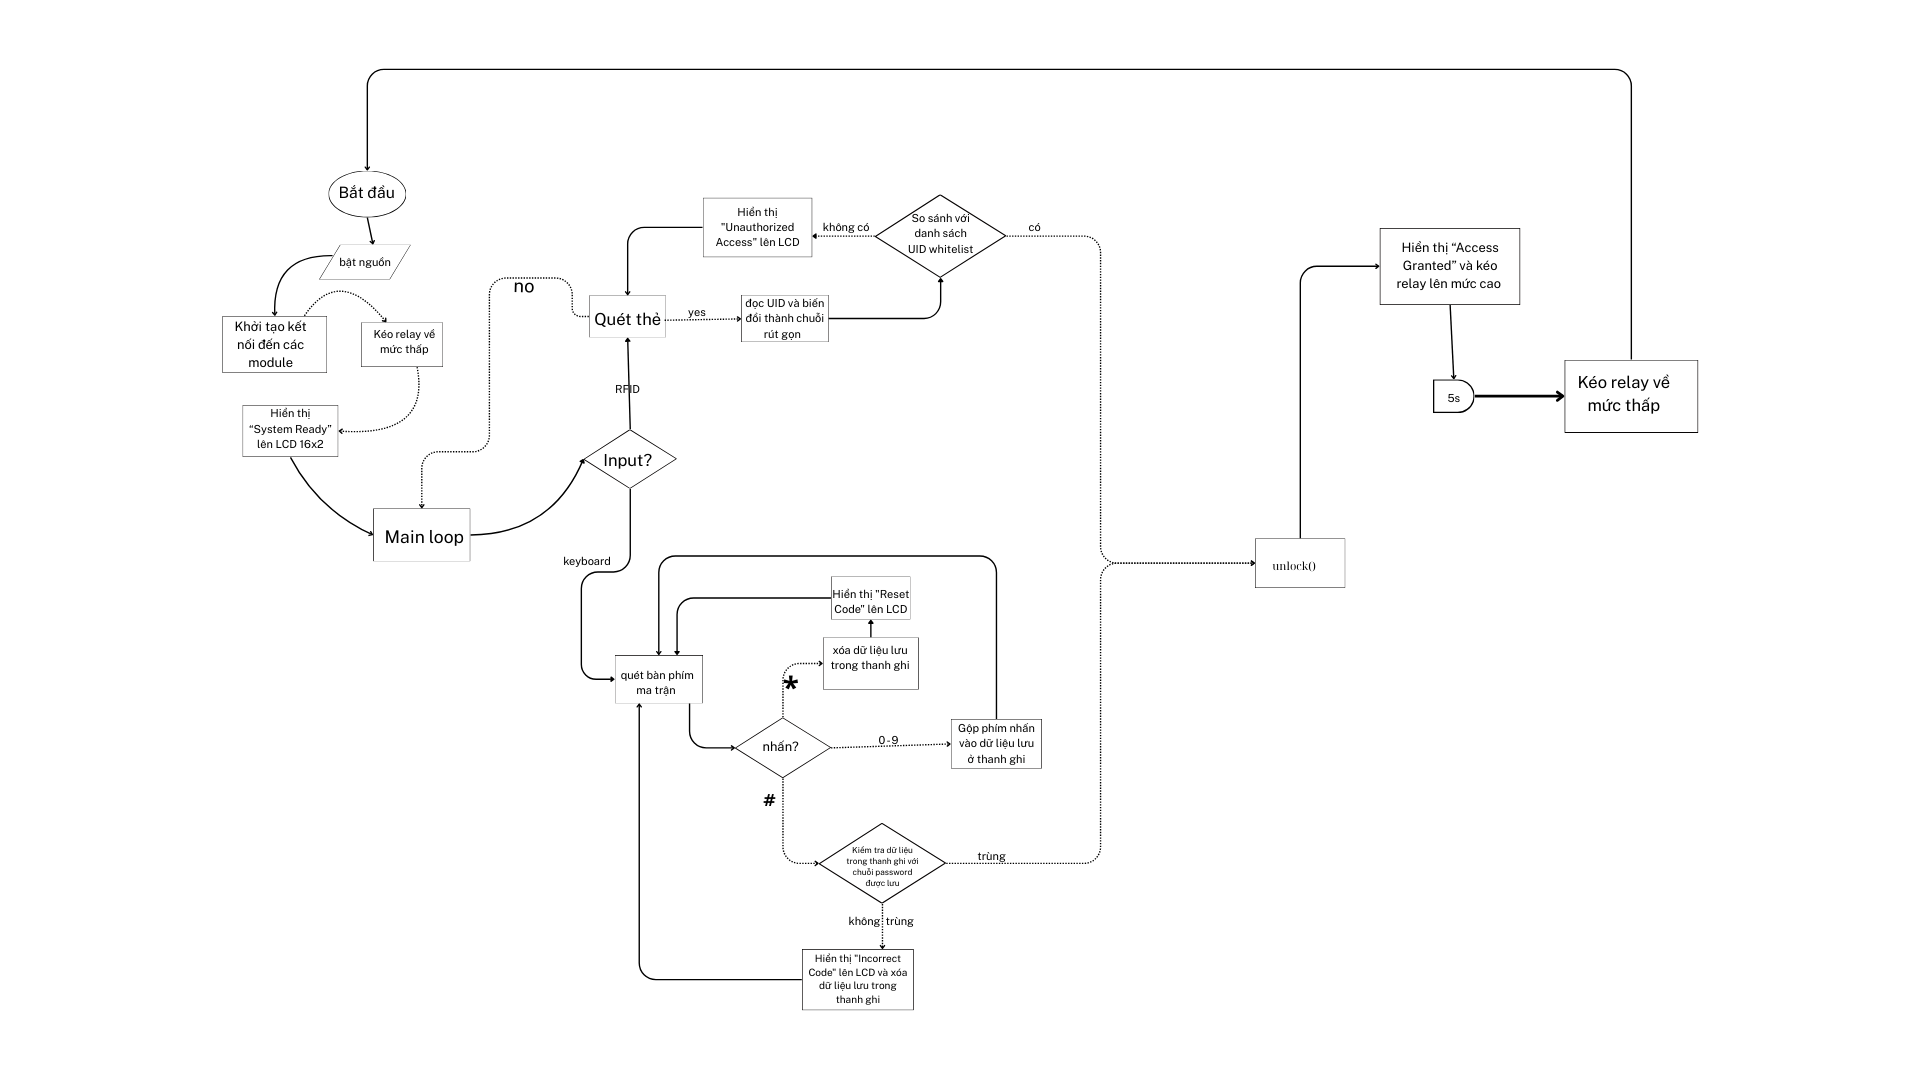 Bắt đầu
bật nguồn
Khởi tạo kết
nối đến các
module
Kéo relay về
mức thấp
Hiển thị
“System Ready”
lên LCD 16x2
Main loop
Input?
RFID
keyboard
Quét thẻ
no
yes
đọc UID và biến
đổi thành chuỗi
rút gọn
So sánh với
danh sách
UID whitelist
không có
có
Hiển thị
"Unauthorized
Access" lên LCD
quét bàn phím
ma trận
nhấn?
*
xóa dữ liệu lưu
trong thanh ghi
Hiển thị "Reset
Code" lên LCD
0-9
Gộp phím nhấn
vào dữ liệu lưu
ở thanh ghi
#
Kiểm tra dữ liệu
trong thanh ghi với
chuỗi password
được lưu
trùng
không trùng
Hiển thị "Incorrect
Code" lên LCD và xóa
dữ liệu lưu trong
thanh ghi
unlock()
Hiển thị “Access
Granted” và kéo
relay lên mức cao
5s
Kéo relay về
mức thấp